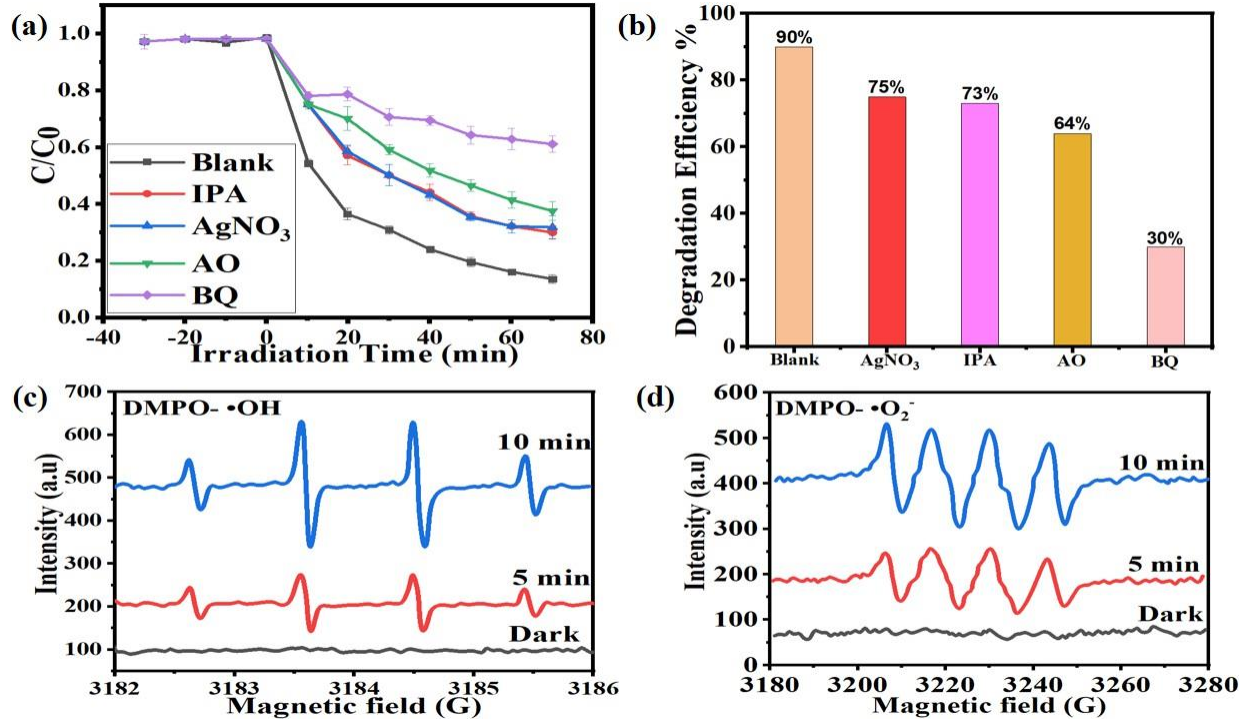 (a)
C/C0
1.0
0.8
0.6
0.4
0.2
0.0
Blank
IPA
AgNO₃
AO
BQ
-40 -20 0 20 40 60 80
Irradiation Time (min)
(b)
Degradation Efficiency %
100
80
60
40
20
0
90%
75%
73%
64%
30%
Blank AgNO₃ IPA AO BQ
(c)
Intensity (a.u)
700
600
500
400
300
200
100
DMPO- •OH
10 min
5 min
Dark
3182 3183 3184 3185 3186
Magnetic field (G)
(d)
Intensity (a.u)
600
500
400
300
200
100
0
DMPO- •O₂⁻
10 min
5 min
Dark
3180 3200 3220 3240 3260 3280
Magnetic field (G)